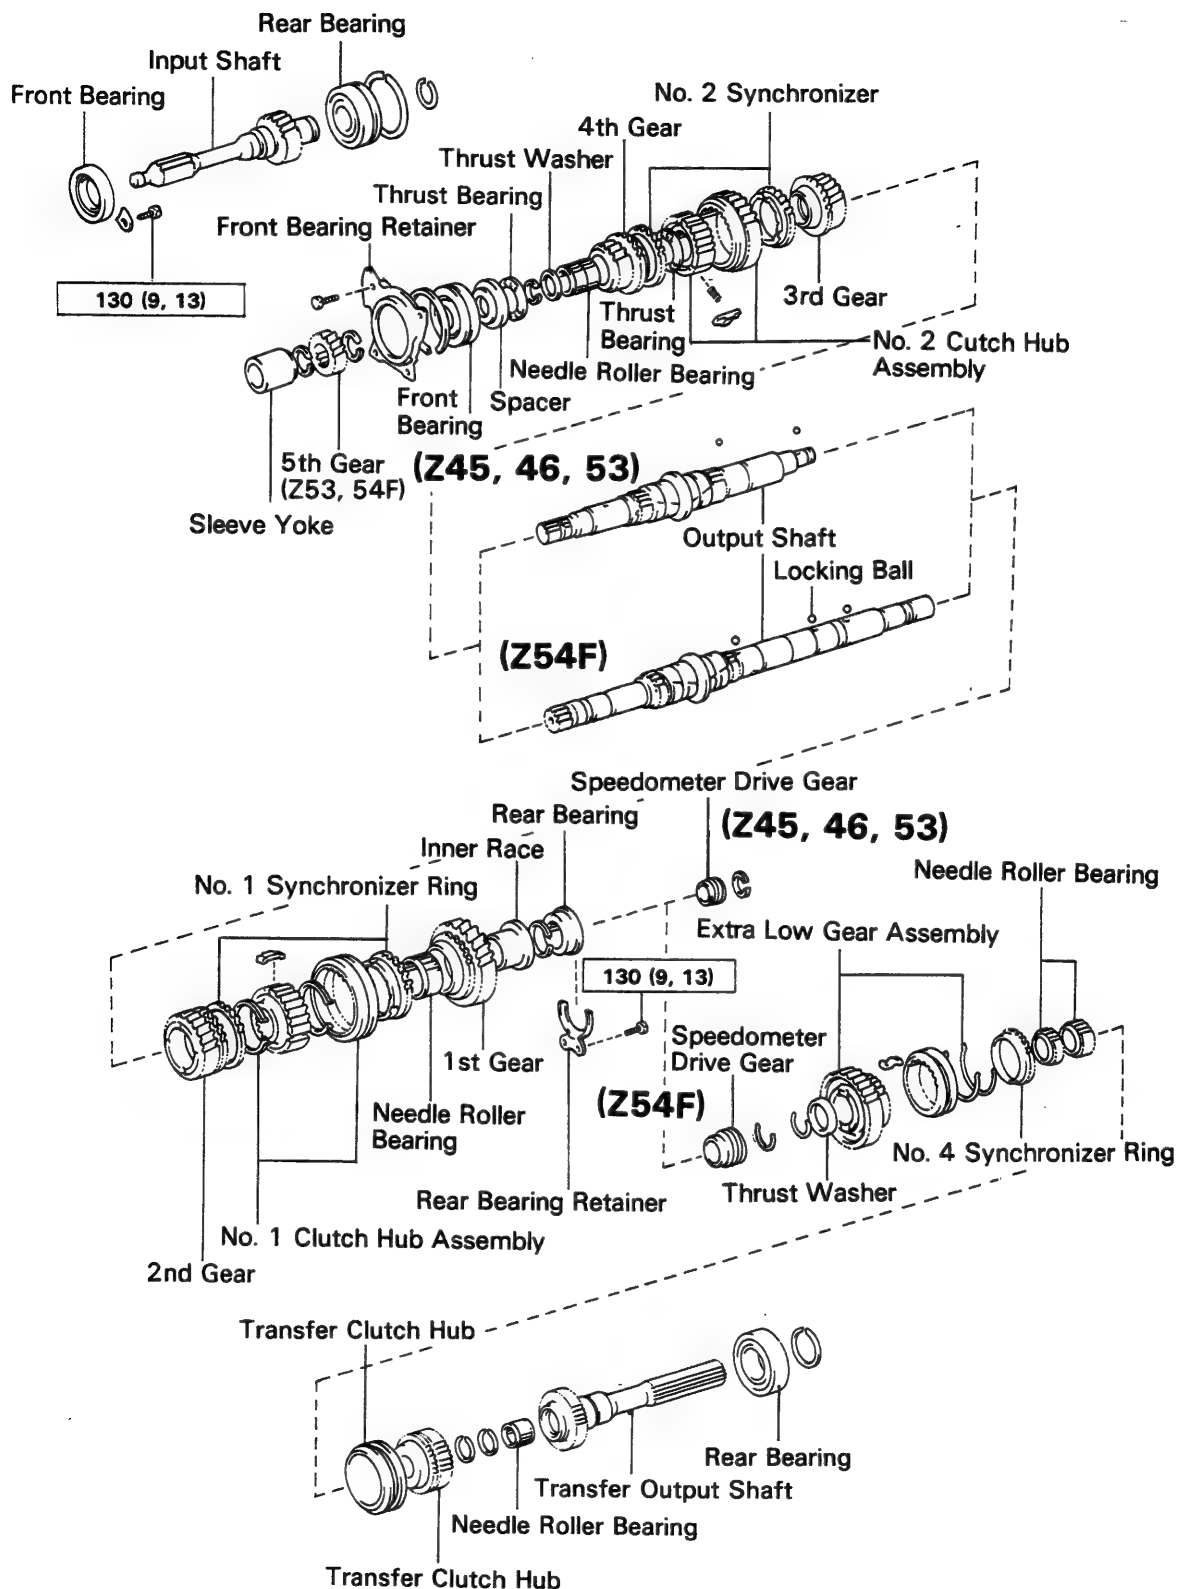 Rear Bearing
Input Shaft
Front Bearing
No. 2 Synchronizer
4th Gear
Thrust Washer
Thrust Bearing
Front Bearing Retainer
130 (9, 13)
3rd Gear
Thrust
Bearing
No. 2 Cutch Hub
Assembly
Needle Roller Bearing
Front
Bearing
Spacer
5th Gear
(Z53, 54F)
(Z45, 46, 53)
Sleeve Yoke
Output Shaft
Locking Ball
(Z54F)
Speedometer Drive Gear
Rear Bearing
(Z45, 46, 53)
Inner Race
Needle Roller Bearing
No. 1 Synchronizer Ring
Extra Low Gear Assembly
130 (9, 13)
1st Gear
Speedometer
Drive Gear
(Z54F)
Needle Roller
Bearing
No. 4 Synchronizer Ring
Thrust Washer
Rear Bearing Retainer
No. 1 Clutch Hub Assembly
2nd Gear
Transfer Clutch Hub
Rear Bearing
Transfer Output Shaft
Needle Roller Bearing
Transfer Clutch Hub